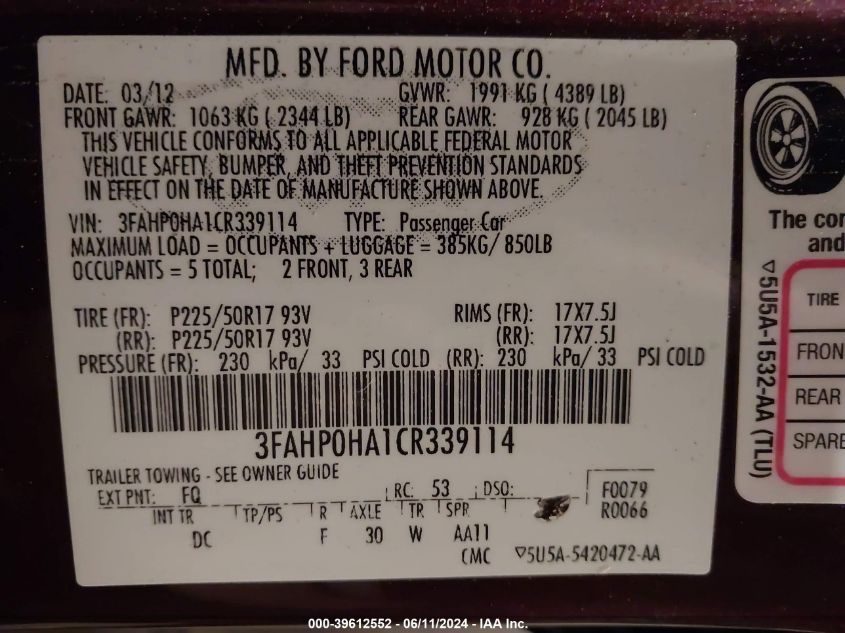 MFD. BY FORD MOTOR CO.
DATE: 03/12 GVWR: 1991 KG ( 4389 LB)
FRONT GAWR: 1063 KG ( 2344 LB) REAR GAWR: 928 KG ( 2045 LB)
THIS VEHICLE CONFORMS TO ALL APPLICABLE FEDERAL MOTOR
VEHICLE SAFETY, BUMPER, AND THEFT PREVENTION STANDARDS
IN EFFECT ON THE DATE OF MANUFACTURE SHOWN ABOVE.
VIN: 3FAHP0HA1CR339114 TYPE: Passenger Car
MAXIMUM LOAD = OCCUPANTS + LUGGAGE = 385KG/ 850LB
OCCUPANTS = 5 TOTAL; 2 FRONT, 3 REAR
TIRE (FR): P225/50R17 93V RIMS (FR): 17X7.5J
(RR): P225/50R17 93V (RR): 17X7.5J
PRESSURE (FR): 230 kPa/ 33 PSI COLD (RR): 230 kPa/ 33 PSI COLD
3FAHP0HA1CR339114
TRAILER TOWING - SEE OWNER GUIDE
EXT PNT: FQ RC: 53 DSO: F0079
INT TR TP/PS R AXLE TR SPR R0066
DC F 30 W AA11
CMC ▽5U5A-5420472-AA
The con
and
▽5U5A-1532-AA (TLU)
TIRE
FRON
REAR
SPARE
000-39612552 - 06/11/2024 - IAA Inc.